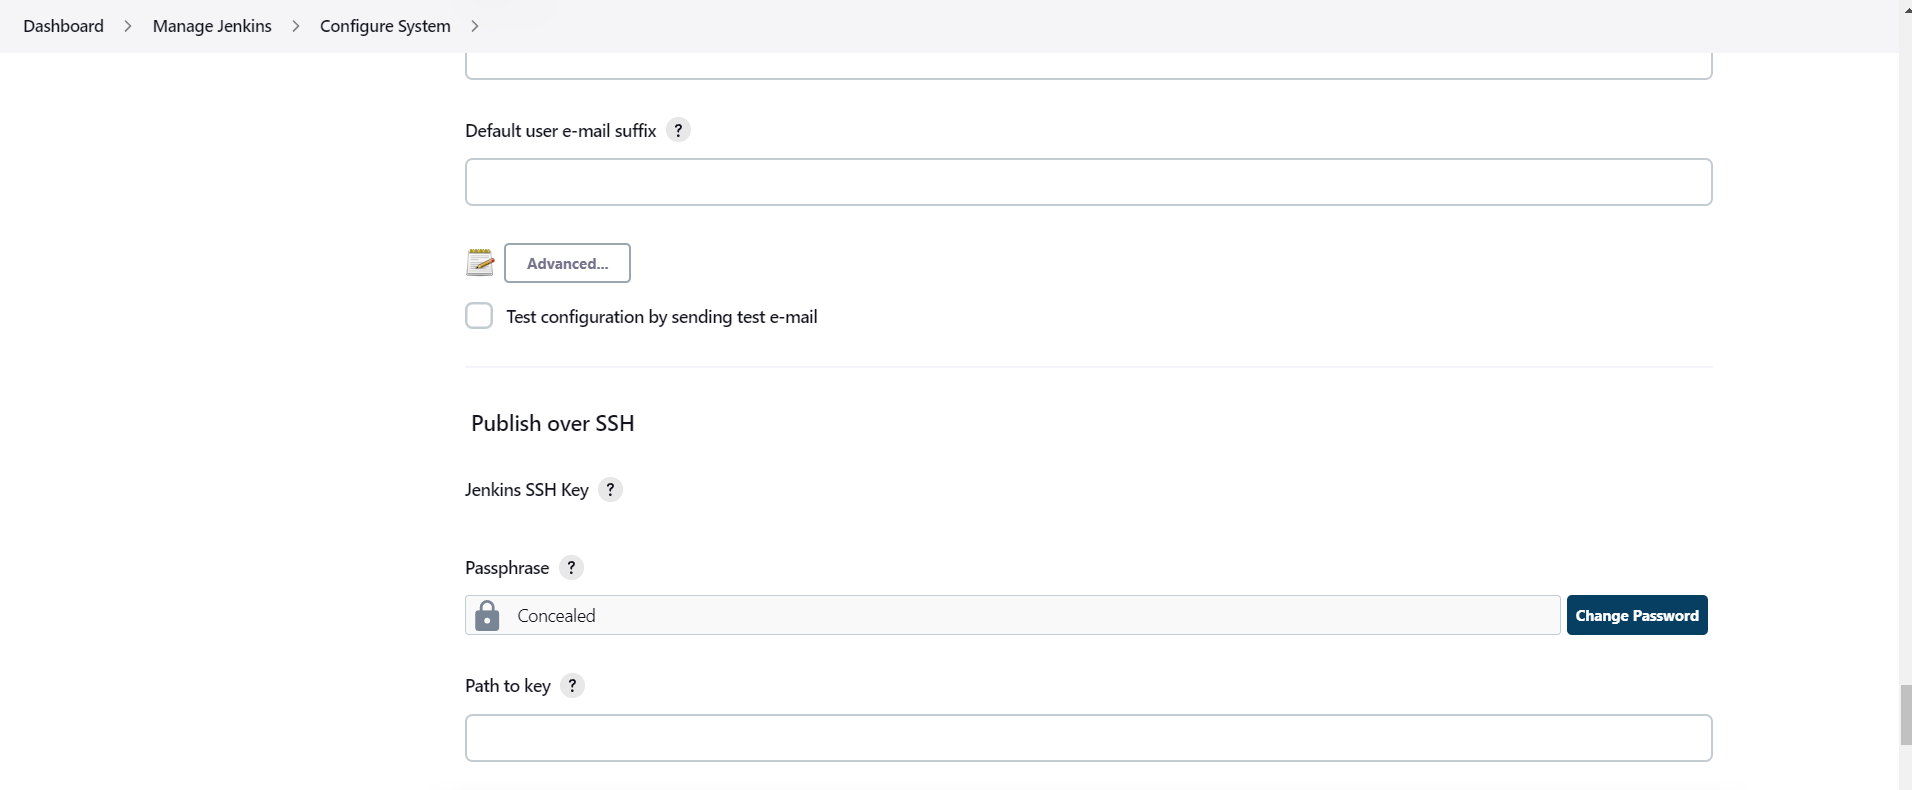 Dashboard > Manage Jenkins > Configure System >
Default user e-mail suffix ?
Advanced...
Test configuration by sending test e-mail
Publish over SSH
Jenkins SSH Key ?
Passphrase ?
Concealed Change Password
Path to key ?